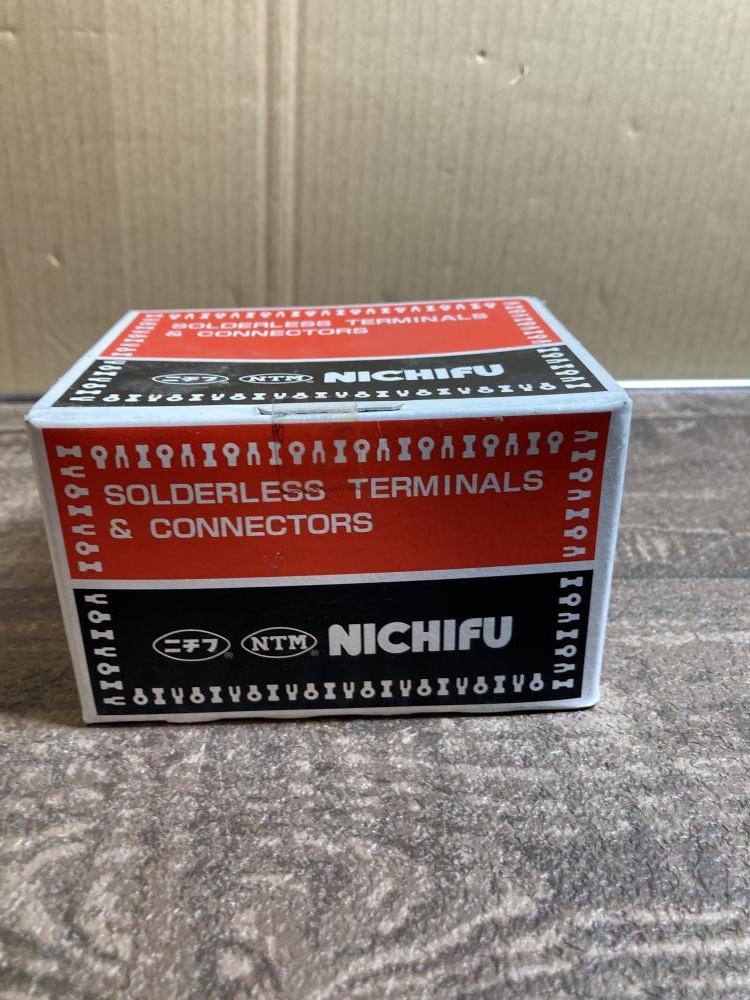 SOLDERLESS TERMINALS
& CONNECTORS
ニチフ NTM NICHIFU
SOLDERLESS TERMINALS
& CONNECTORS
ニチフ® NTM® NICHIFU